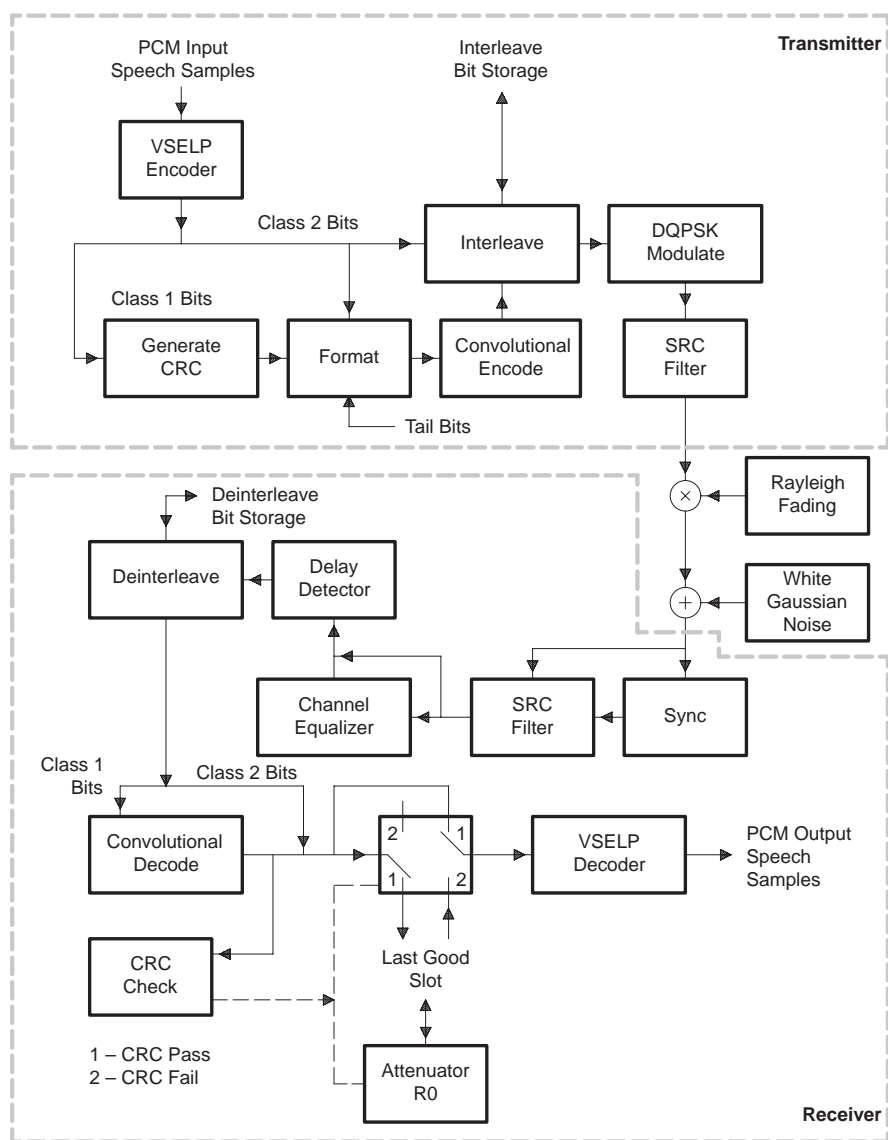 Transmitter
PCM Input
Speech Samples
Interleave
Bit Storage
VSELP
Encoder
Class 2 Bits
Interleave
DQPSK
Modulate
Class 1 Bits
Generate
CRC
Format
Convolutional
Encode
SRC
Filter
Tail Bits
×
Rayleigh
Fading
Deinterleave
Bit Storage
Deinterleave
Delay
Detector
+
White
Gaussian
Noise
Channel
Equalizer
SRC
Filter
Sync
Class 1
Bits
Class 2 Bits
Convolutional
Decode
2
1
1
2
VSELP
Decoder
PCM Output
Speech
Samples
CRC
Check
Last Good
Slot
1 – CRC Pass
2 – CRC Fail
Attenuator
R0
Receiver